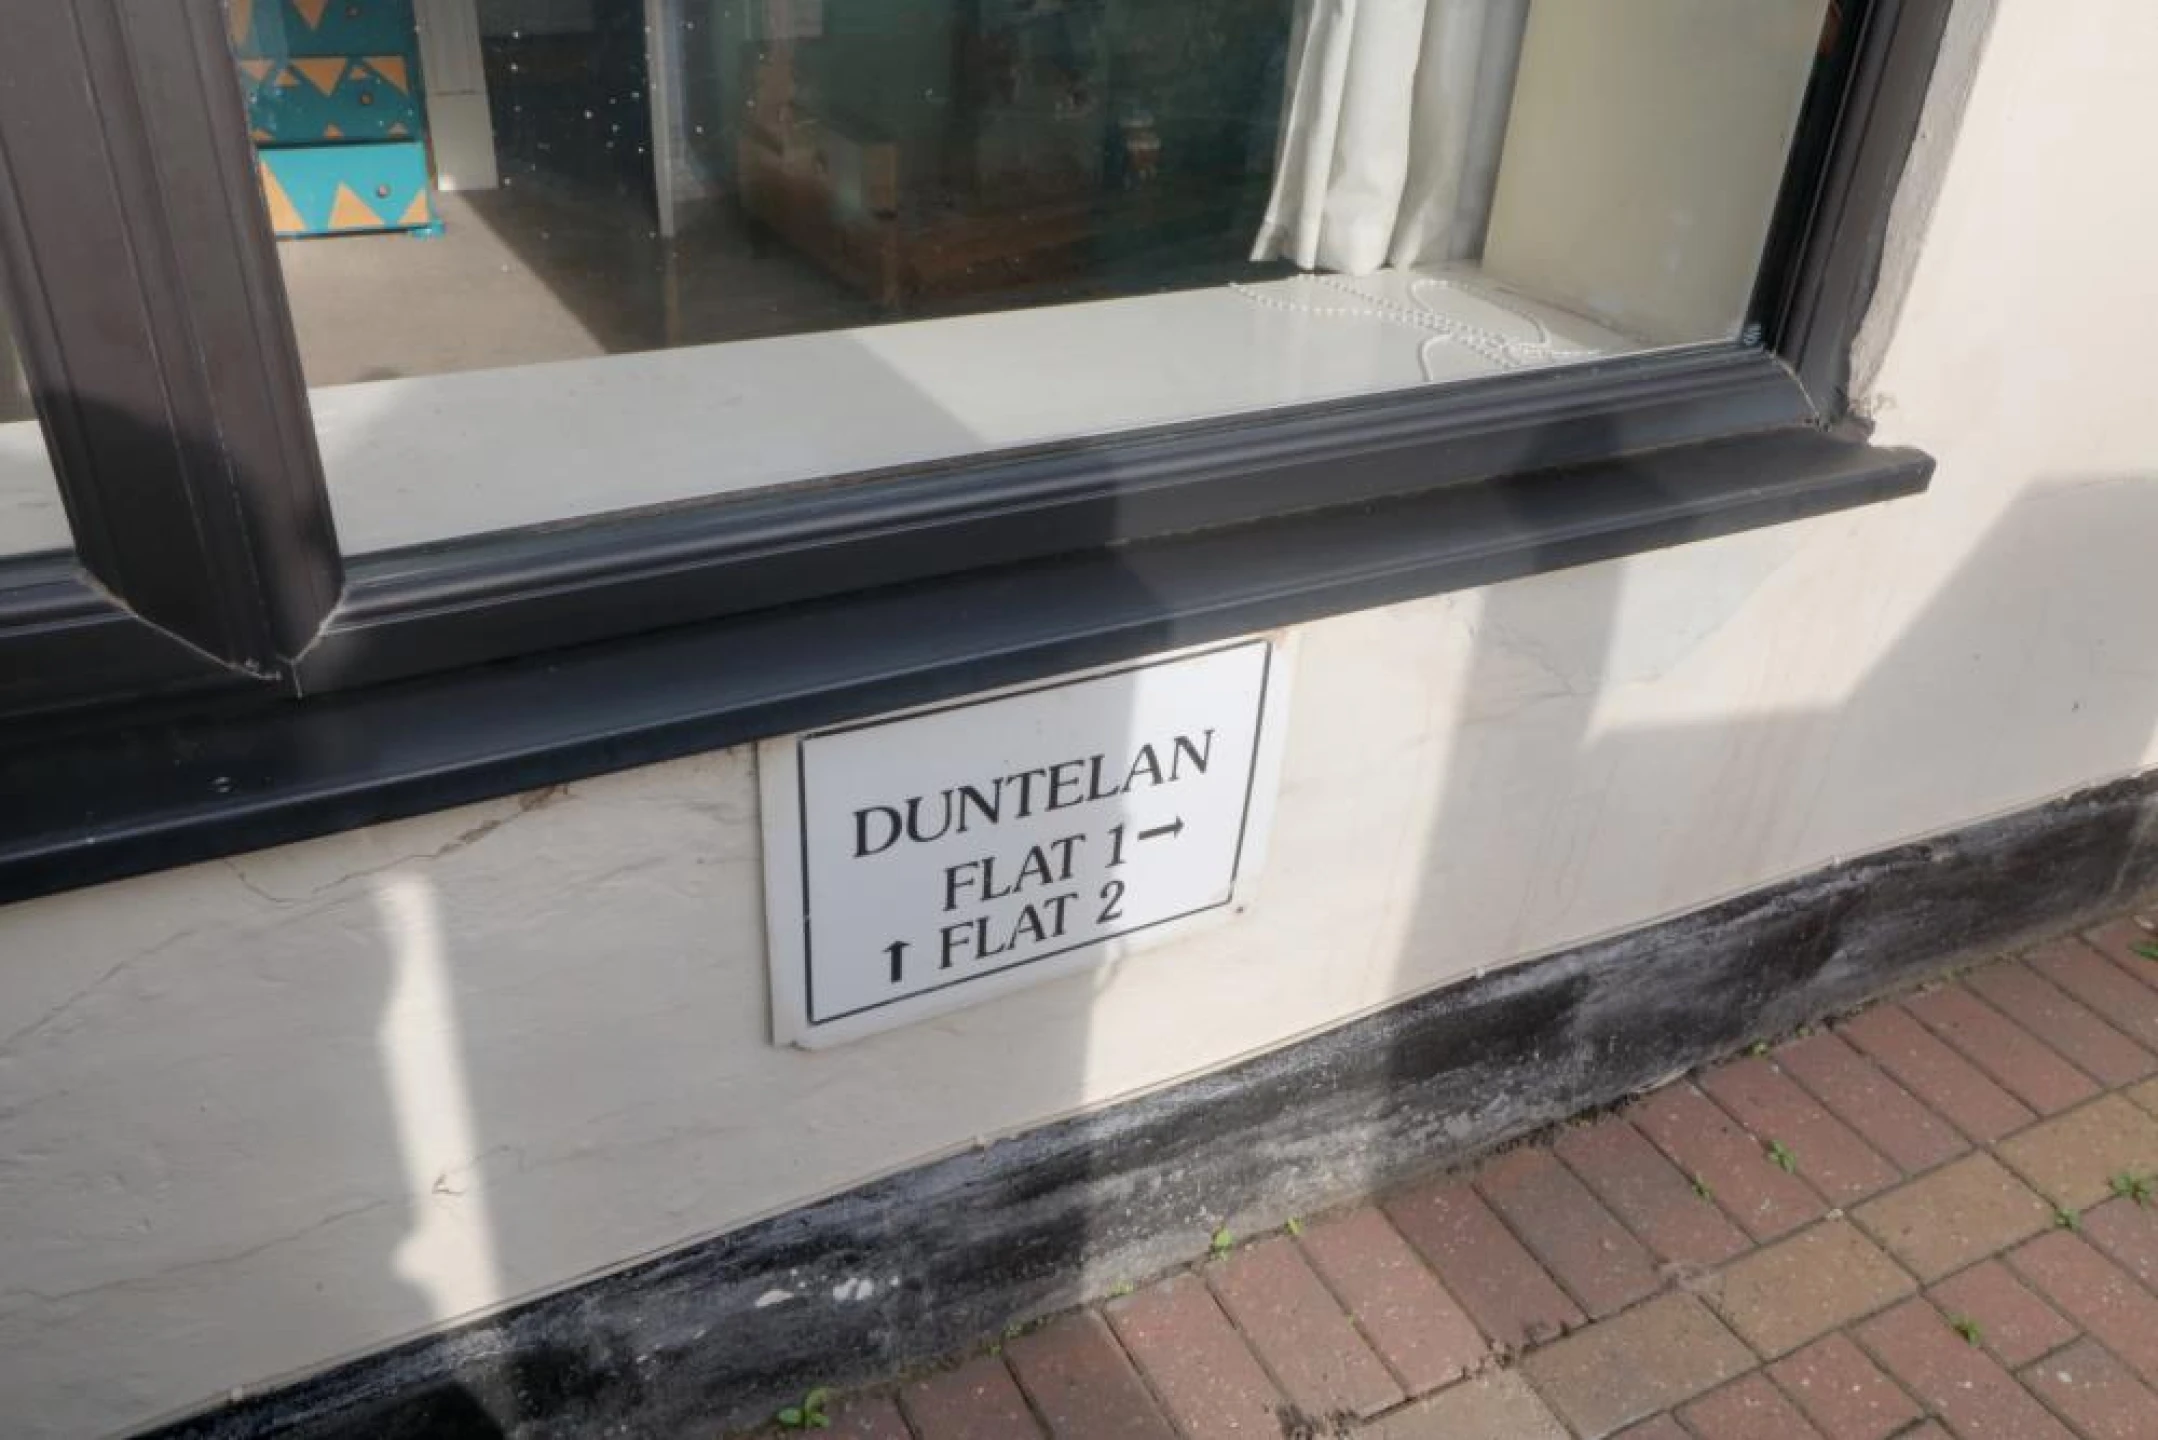 DUNTELAN
FLAT 1→
↑ FLAT 2